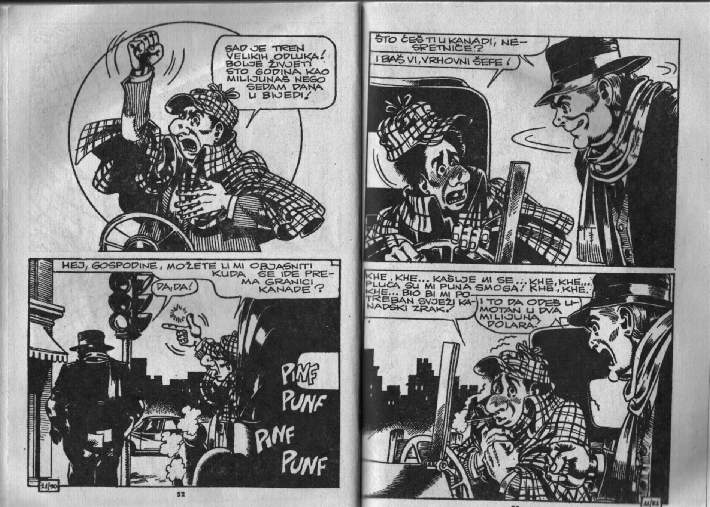 SAD JE TREN
VELIKIH ODLUKA!
BOLJE ŽIVJETI
STO GODINA KAO
MILIJUNAŠ NEGO
SEDAM DANA
U BIJEDI!
HEJ, GOSPODINE, MOŽETE LI MI OBJASNITI
KUDA SE IDE PRE-
MA GRANICI
KANADE?
DA, DA!
PINF
PUNF
PINF
PUNF
52
ŠTO ĆEŠ TI U KANADI, NE-
SRETNIČE?
I BAŠ VI, VRHOVNI ŠEFE!
KHE, KHE... KAŠLJE MI SE... KHE, KHE...
PLUĆA SU MI PUNA SMOGA! KHE, KHE,
KHE... BIO BI MI PO-
TREBAN SVJEŽI KA-
NADSKI ZRAK!
I TO DA ODEŠ U-
MOTAN U DVA
MILIJUNA
DOLARA?